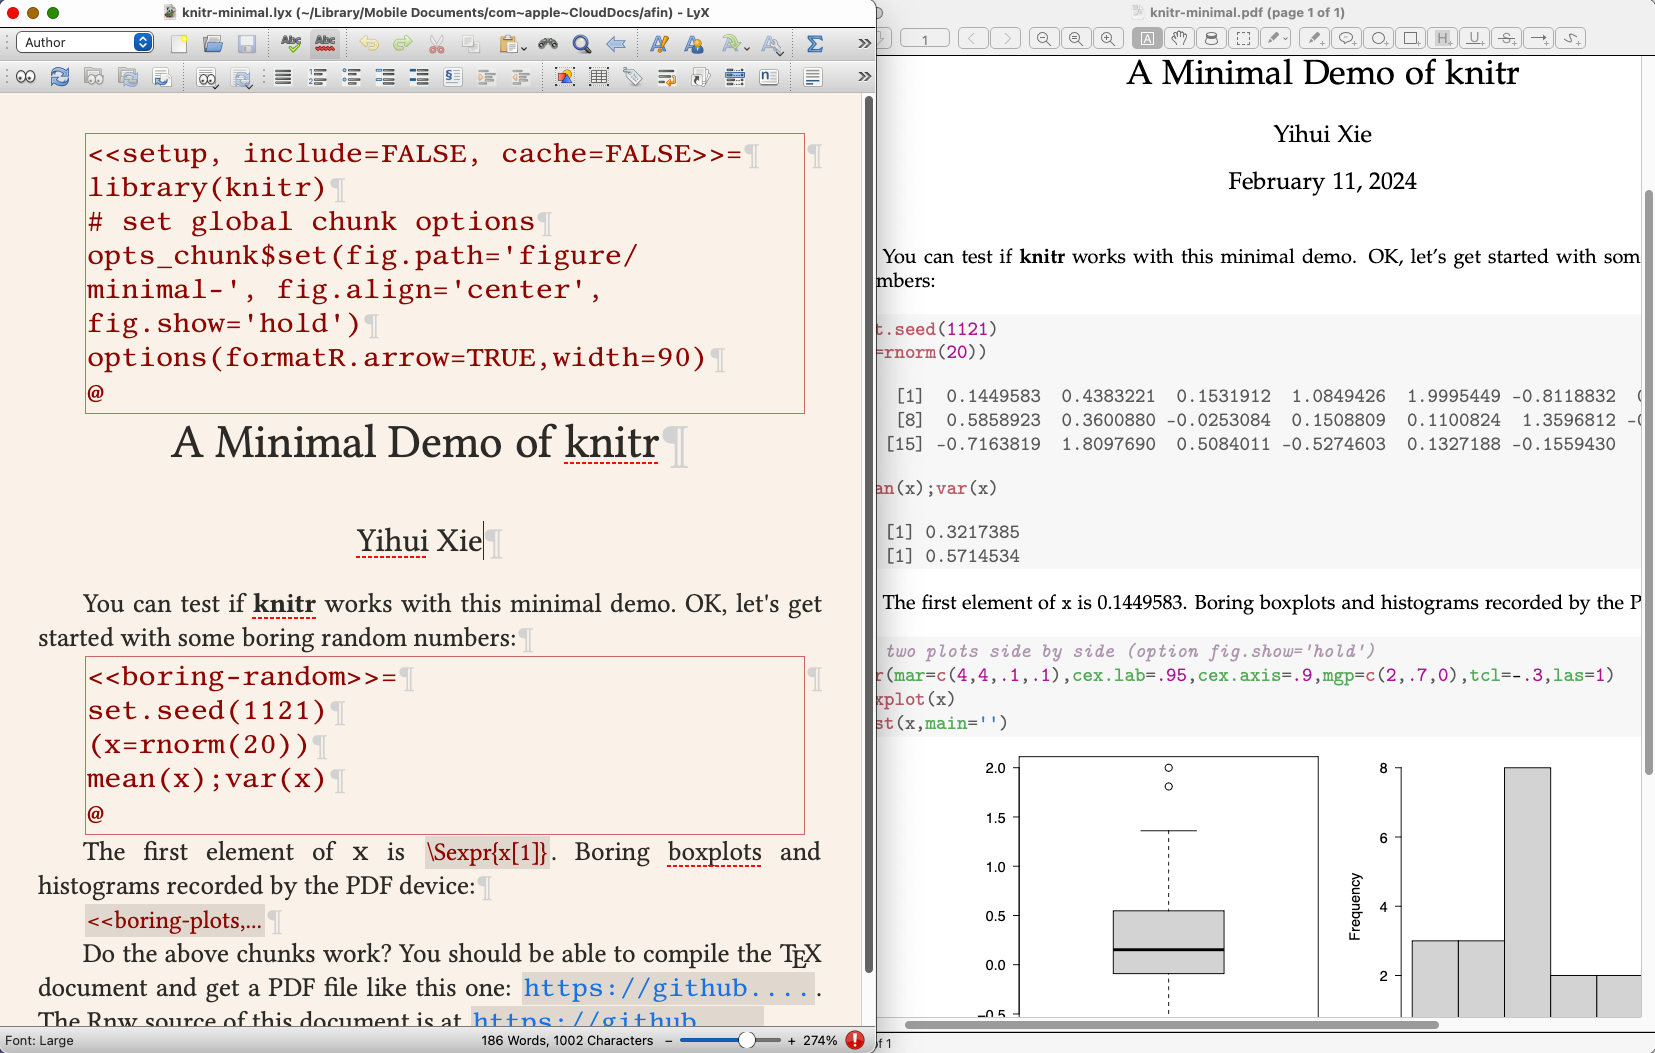 knitr-minimal.lyx (~/Library/Mobile Documents/com~apple~CloudDocs/afin) - LyX
Author
<<setup, include=FALSE, cache=FALSE>>=¶ ¶
library(knitr)¶
# set global chunk options¶
opts_chunk$set(fig.path='figure/
minimal-', fig.align='center',
fig.show='hold')¶
options(formatR.arrow=TRUE,width=90)¶
@
A Minimal Demo of knitr¶
Yihui Xie¶
You can test if knitr works with this minimal demo. OK, let's get
started with some boring random numbers:¶
<<boring-random>>=¶ ¶
set.seed(1121)¶
(x=rnorm(20))¶
mean(x);var(x)¶
@
The first element of x is \Sexpr{x[1]}. Boring boxplots and
histograms recorded by the PDF device:¶
<<boring-plots,...¶
Do the above chunks work? You should be able to compile the TEX
document and get a PDF file like this one: https://github.....
The Rnw source of this document is at https://github
Font: Large
186 Words, 1002 Characters
− + 274%
knitr-minimal.pdf (page 1 of 1)
1
A Minimal Demo of knitr
Yihui Xie
February 11, 2024
You can test if knitr works with this minimal demo. OK, let's get started with som
mbers:
t.seed(1121)
=rnorm(20))
[1] 0.1449583 0.4383221 0.1531912 1.0849426 1.9995449 -0.8118832
[8] 0.5858923 0.3600880 -0.0253084 0.1508809 0.1100824 1.3596812
[15] -0.7163819 1.8097690 0.5084011 -0.5274603 0.1327188 -0.1559430
an(x);var(x)
[1] 0.3217385
[1] 0.5714534
The first element of x is 0.1449583. Boring boxplots and histograms recorded by the P
two plots side by side (option fig.show='hold')
r(mar=c(4,4,.1,.1),cex.lab=.95,cex.axis=.9,mgp=c(2,.7,0),tcl=-.3,las=1)
xplot(x)
st(x,main='')
2.0
1.5
1.0
0.5
0.0
−0.5
Frequency
8
6
4
2
of 1